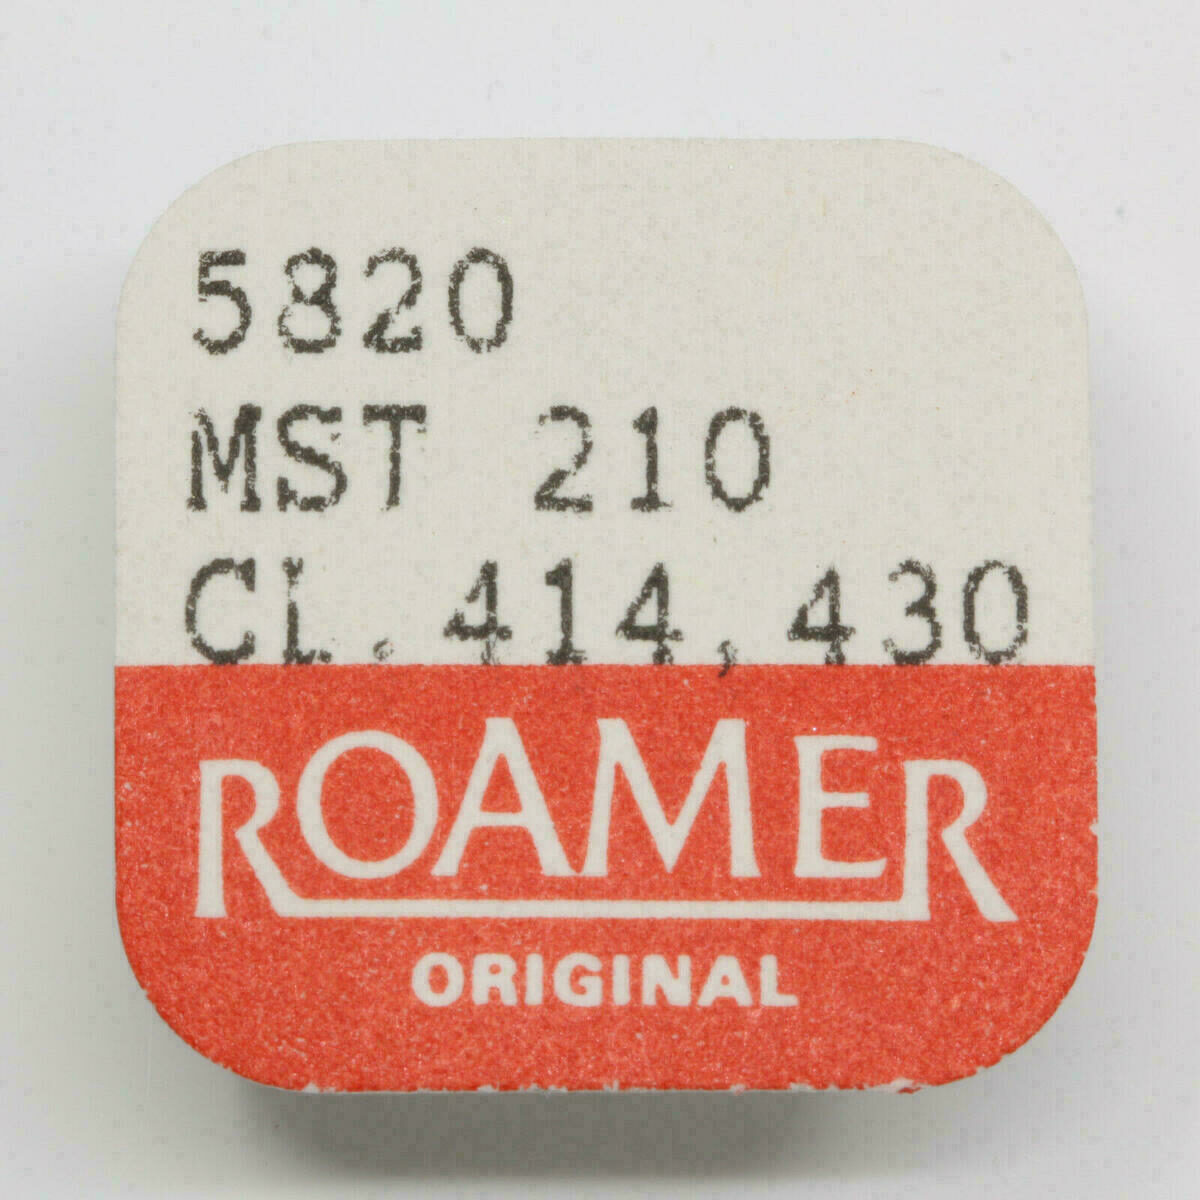 5820
MST 210
CL. 414, 430
ROAMER
ORIGINAL